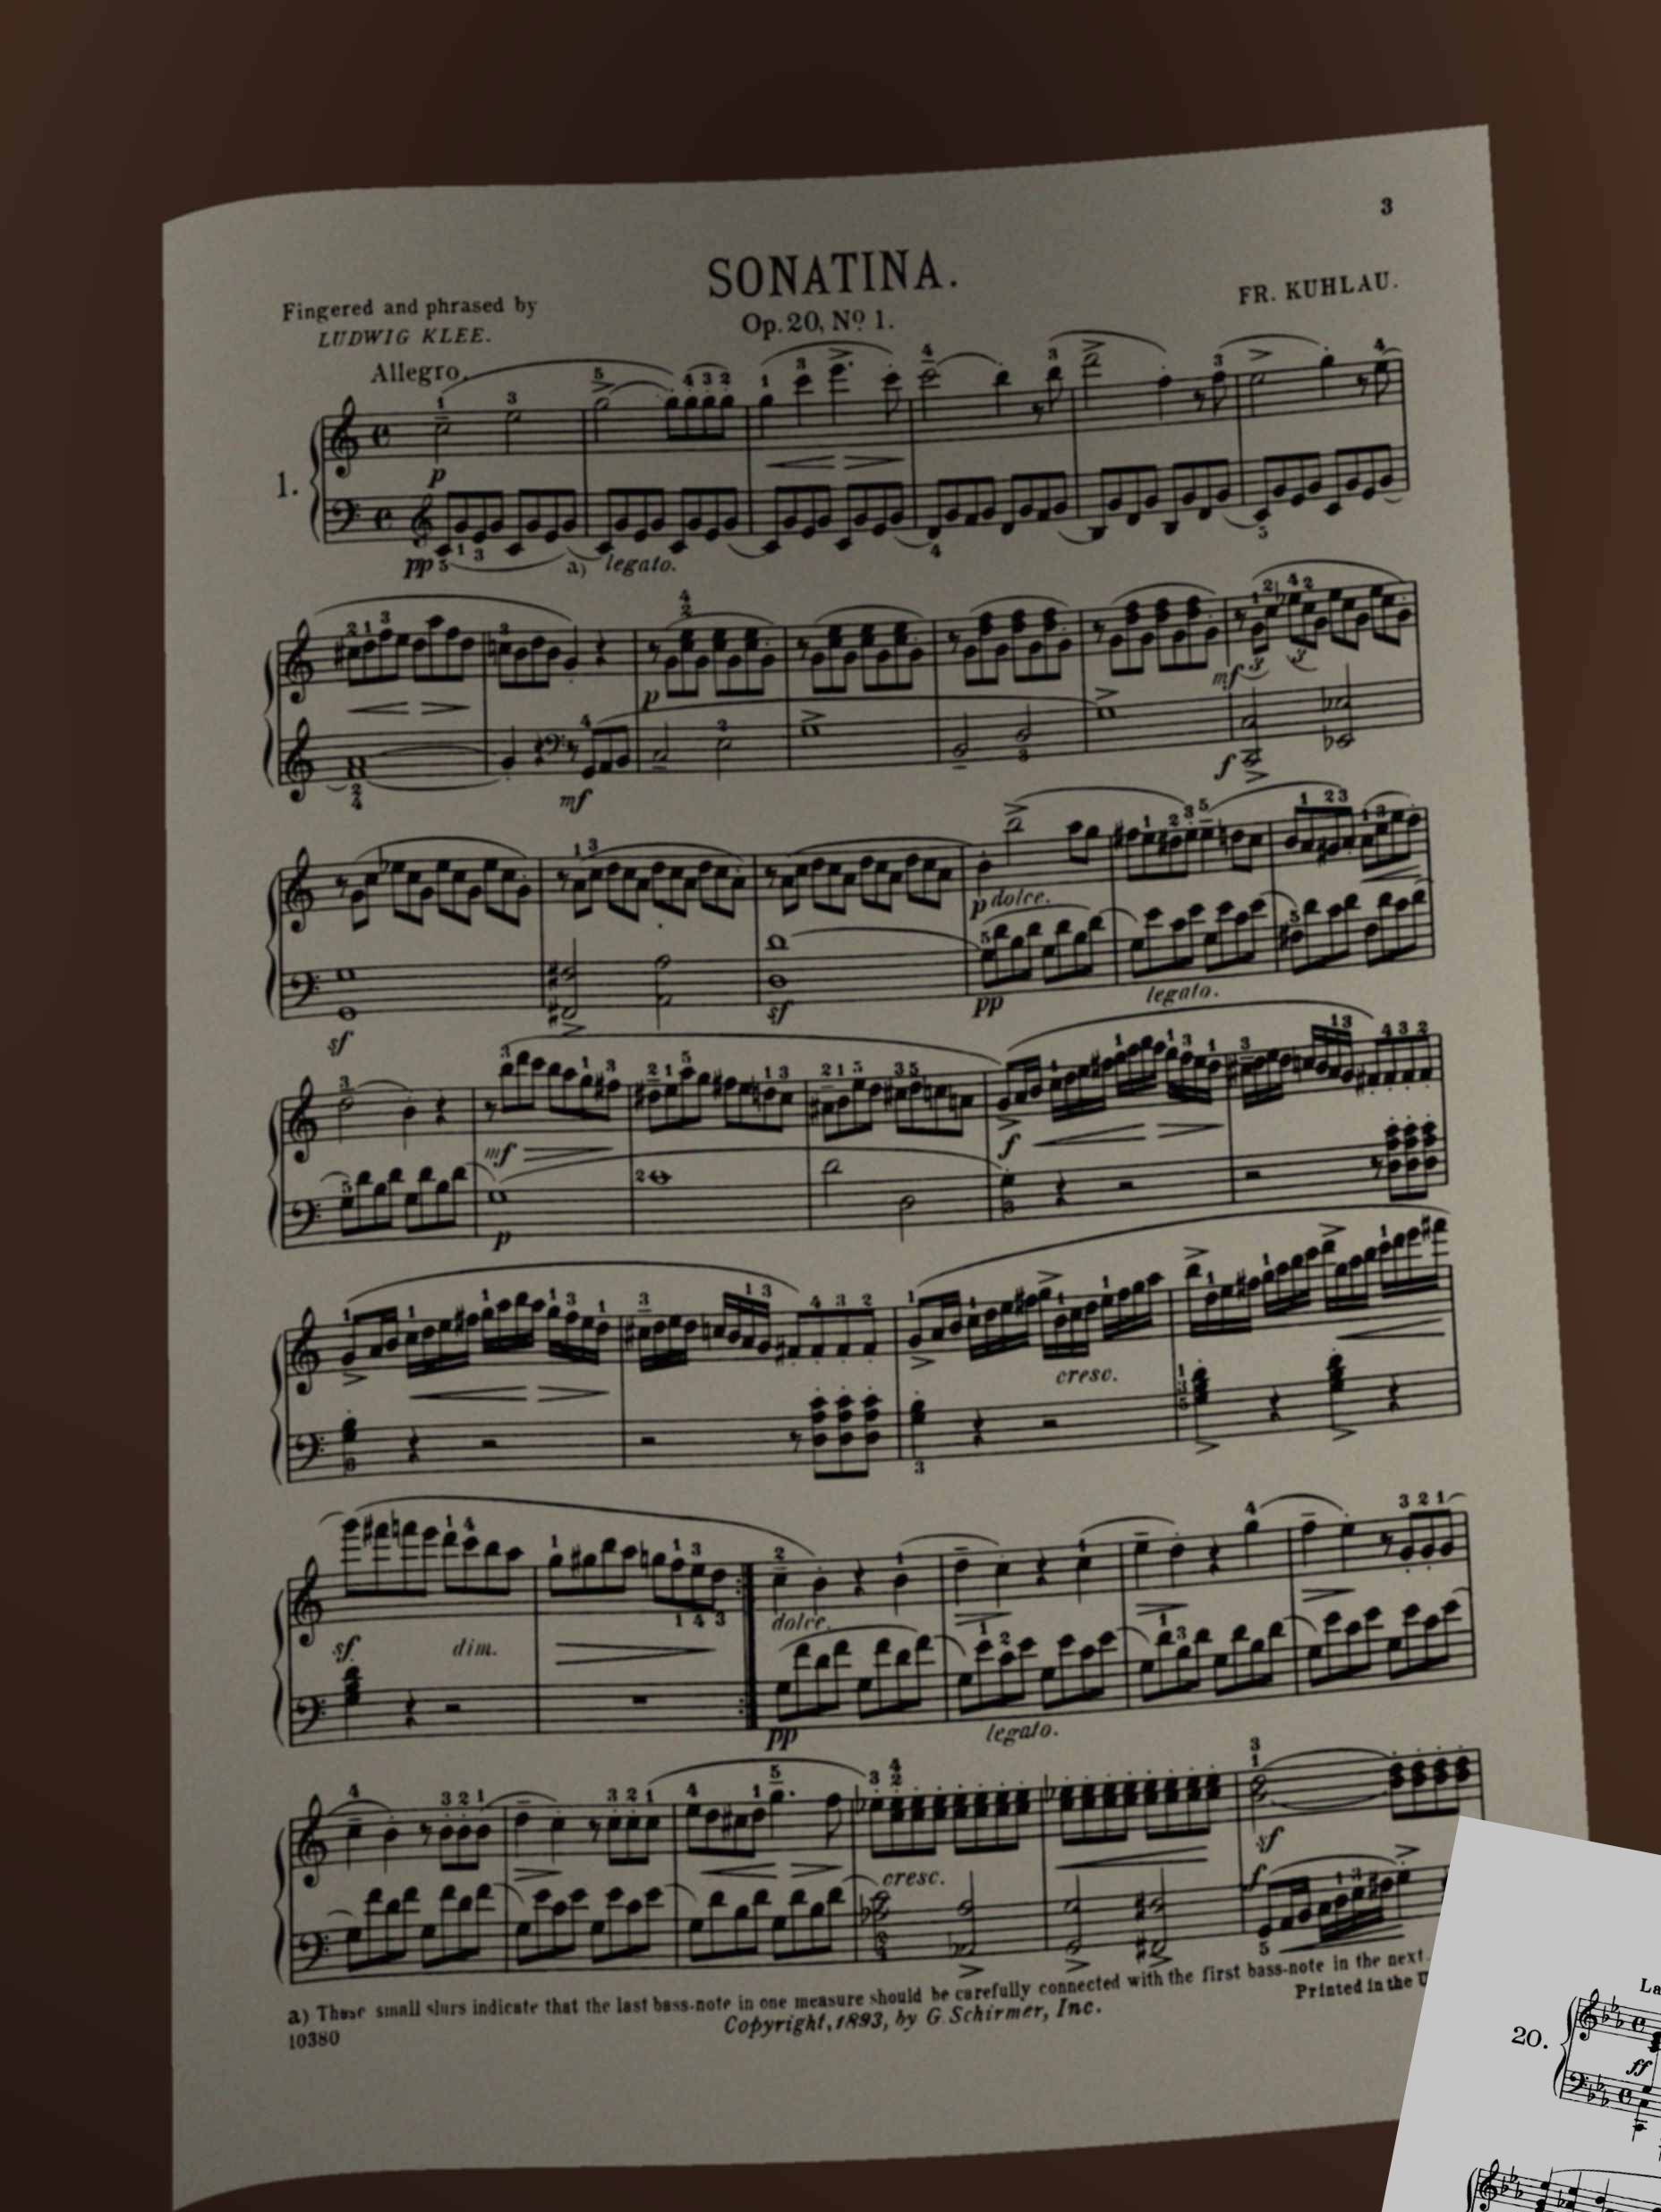 3
SONATINA.
Op. 20, Nº 1.
Fingered and phrased by
LUDWIG KLEE.
FR. KUHLAU.
Allegro.
1.
p
pp
a) legato.
p
mf
mf
f
p dolce.
sf
sf
pp
legato.
mf
f
p
cresc.
sf
dim.
dolce.
pp
legato.
cresc.
sf
f
a) These small slurs indicate that the last bass-note in one measure should be carefully connected with the first bass-note in the next.
10380
Copyright, 1893, by G. Schirmer, Inc.
Printed in the U
La
20.
ff